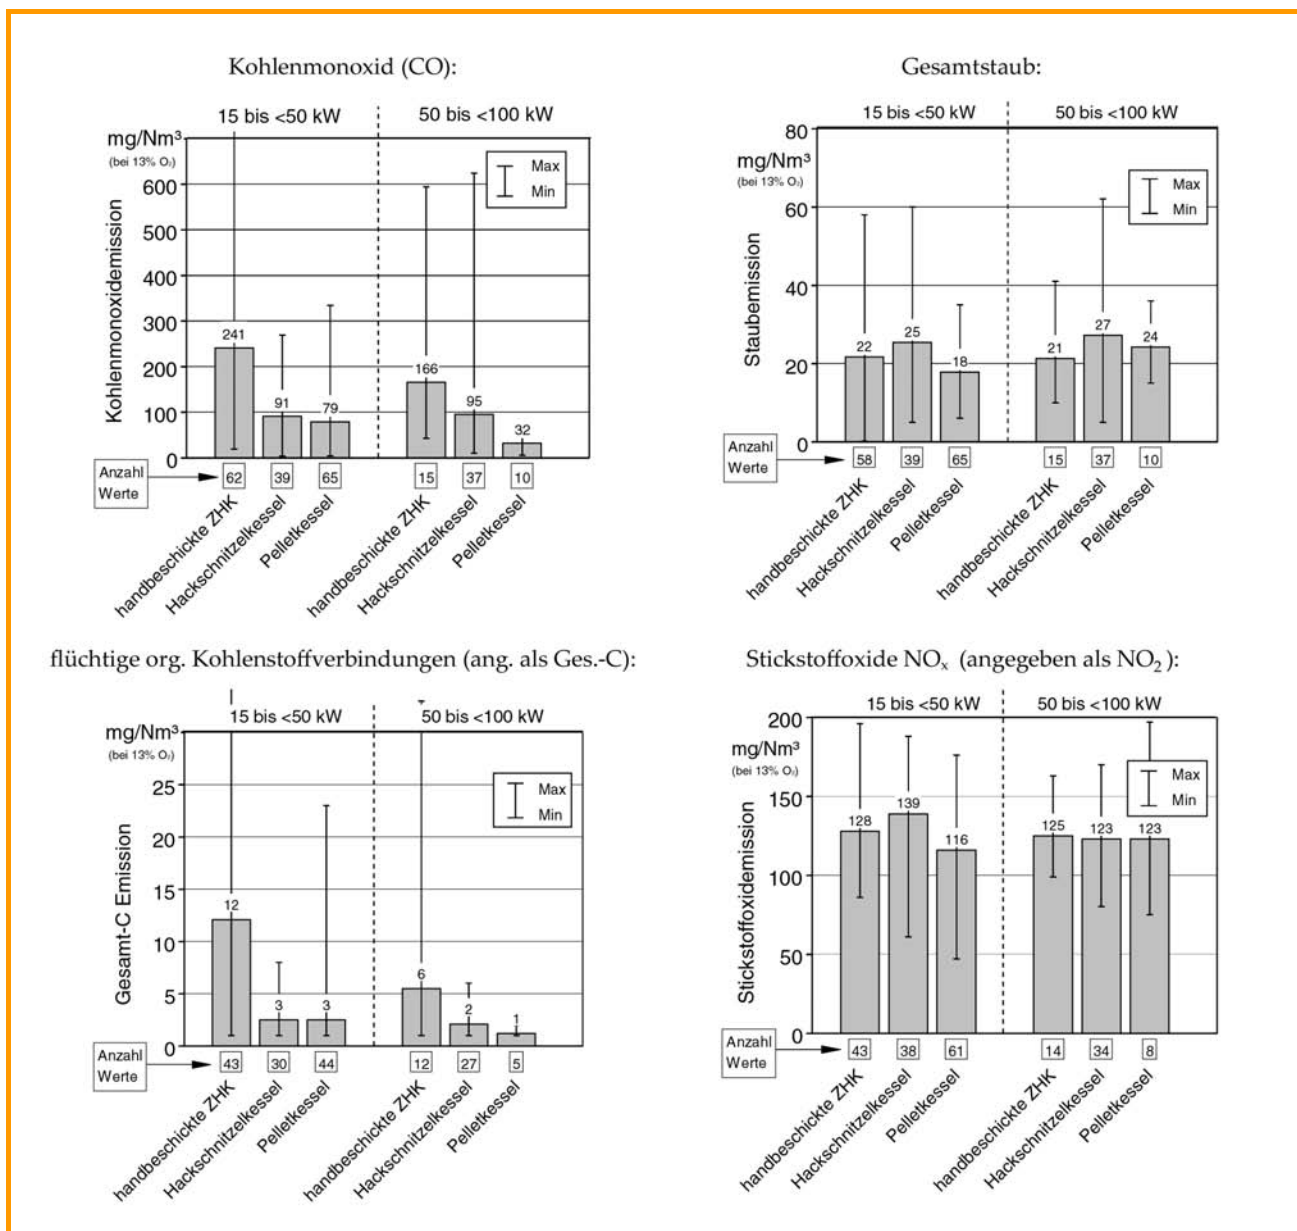 Kohlenmonoxid (CO):
15 bis <50 kW
50 bis <100 kW
mg/Nm³
(bei 13% O₂)
Max
Min
600
500
400
300
200
100
0
Kohlenmonoxidemission
241
91
79
166
95
32
Anzahl
Werte
62
39
65
15
37
10
handbeschickte ZHK
Hackschnitzelkessel
Pelletkessel
handbeschickte ZHK
Hackschnitzelkessel
Pelletkessel
Gesamtstaub:
15 bis <50 kW
50 bis <100 kW
80
mg/Nm³
(bei 13% O₂)
Max
Min
60
40
20
0
Staubemission
22
25
18
21
27
24
Anzahl
Werte
58
39
65
15
37
10
handbeschickte ZHK
Hackschnitzelkessel
Pelletkessel
handbeschickte ZHK
Hackschnitzelkessel
Pelletkessel
flüchtige org. Kohlenstoffverbindungen (ang. als Ges.-C):
15 bis <50 kW
50 bis <100 kW
mg/Nm³
(bei 13% O₂)
Max
Min
25
20
15
10
5
0
Gesamt-C Emission
12
3
3
6
2
1
Anzahl
Werte
43
30
44
12
27
5
handbeschickte ZHK
Hackschnitzelkessel
Pelletkessel
handbeschickte ZHK
Hackschnitzelkessel
Pelletkessel
Stickstoffoxide NOₓ (angegeben als NO₂):
15 bis <50 kW
50 bis <100 kW
200
mg/Nm³
(bei 13% O₂)
Max
Min
150
100
50
0
Stickstoffoxidemission
128
139
116
125
123
123
Anzahl
Werte
43
38
61
14
34
8
handbeschickte ZHK
Hackschnitzelkessel
Pelletkessel
handbeschickte ZHK
Hackschnitzelkessel
Pelletkessel